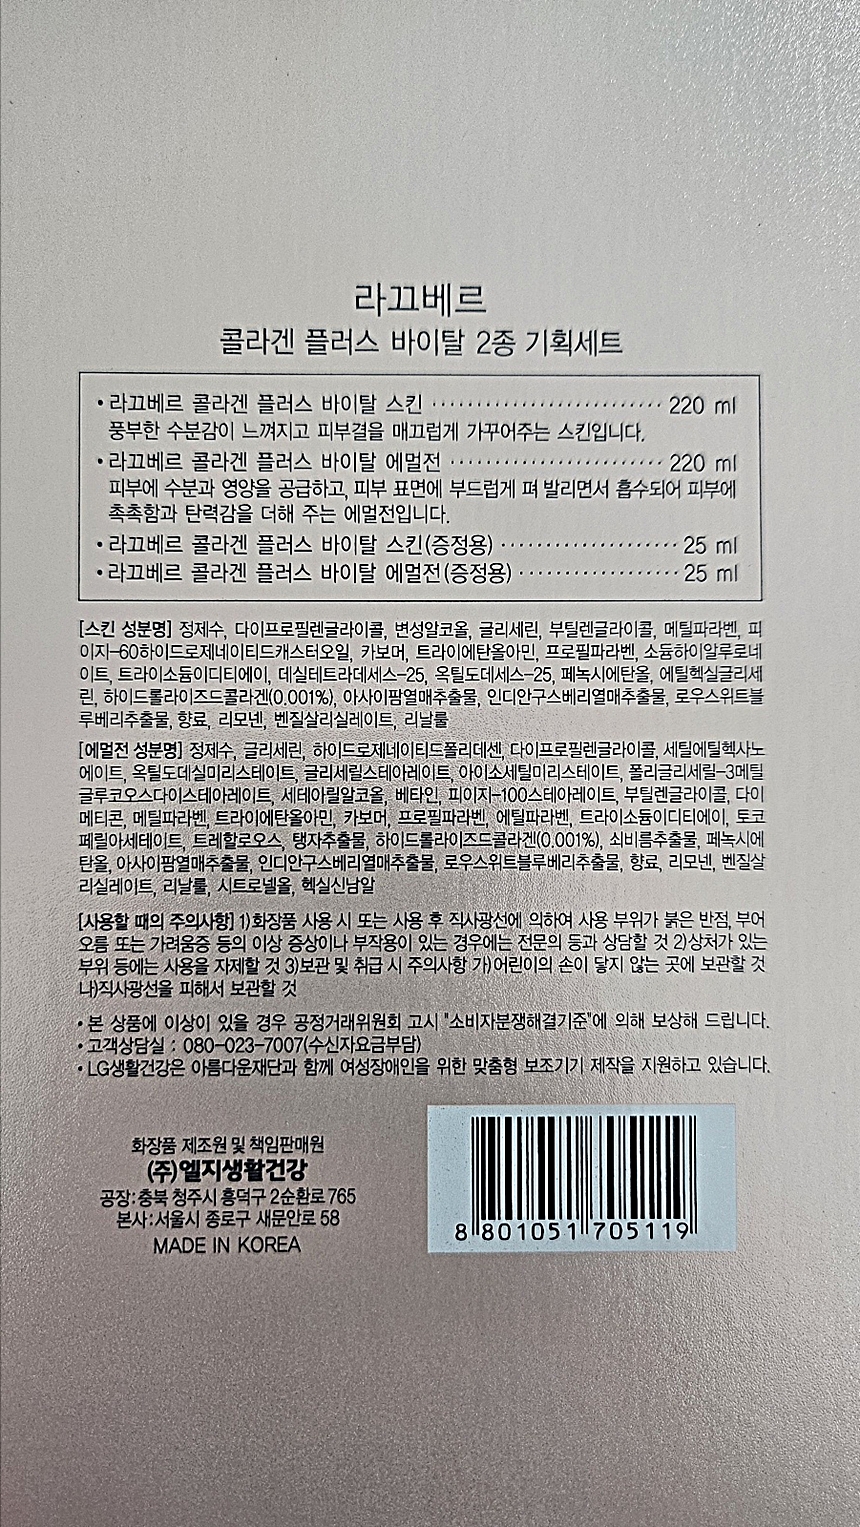 라끄베르
콜라겐 플러스 바이탈 2종 기획세트
• 라끄베르 콜라겐 플러스 바이탈 스킨 ·························· 220 ml
풍부한 수분감이 느껴지고 피부결을 매끄럽게 가꾸어주는 스킨입니다.
• 라끄베르 콜라겐 플러스 바이탈 에멀전 ························ 220 ml
피부에 수분과 영양을 공급하고, 피부 표면에 부드럽게 펴 발리면서 흡수되어 피부에
촉촉함과 탄력감을 더해 주는 에멀전입니다.
• 라끄베르 콜라겐 플러스 바이탈 스킨(증정용) ···················· 25 ml
• 라끄베르 콜라겐 플러스 바이탈 에멀전(증정용) ·················· 25 ml
[스킨 성분명] 정제수, 다이프로필렌글라이콜, 변성알코올, 글리세린, 부틸렌글라이콜, 메틸파라벤, 피
이지-60하이드로제네이티드캐스터오일, 카보머, 트라이에탄올아민, 프로필파라벤, 소듐하이알루로네
이트, 트라이소듐이디티에이, 데실테트라데세스-25, 옥틸도데세스-25, 페녹시에탄올, 에틸헥실글리세
린, 하이드롤라이즈드콜라겐(0.001%), 아사이팜열매추출물, 인디안구스베리열매추출물, 로우스위트블
루베리추출물, 향료, 리모넨, 벤질살리실레이트, 리날룰
[에멀전 성분명] 정제수, 글리세린, 하이드로제네이티드폴리데센, 다이프로필렌글라이콜, 세틸에틸헥사노
에이트, 옥틸도데실미리스테이트, 글리세릴스테아레이트, 아이소세틸미리스테이트, 폴리글리세릴-3메틸
글루코오스다이스테아레이트, 세테아릴알코올, 베타인, 피이지-100스테아레이트, 부틸렌글라이콜, 다이
메티콘, 메틸파라벤, 트라이에탄올아민, 카보머, 프로필파라벤, 에틸파라벤, 트라이소듐이디티에이, 토코
페릴아세테이트, 트레할로오스, 탱자추출물, 하이드롤라이즈드콜라겐(0.001%), 쇠비름추출물, 페녹시에
탄올, 아사이팜열매추출물, 인디안구스베리열매추출물, 로우스위트블루베리추출물, 향료, 리모넨, 벤질살
리실레이트, 리날룰, 시트로넬올, 헥실신남알
[사용할 때의 주의사항] 1)화장품 사용 시 또는 사용 후 직사광선에 의하여 사용 부위가 붉은 반점, 부어
오름 또는 가려움증 등의 이상 증상이나 부작용이 있는 경우에는 전문의 등과 상담할 것 2)상처가 있는
부위 등에는 사용을 자제할 것 3)보관 및 취급 시 주의사항 가)어린이의 손이 닿지 않는 곳에 보관할 것
나)직사광선을 피해서 보관할 것
• 본 상품에 이상이 있을 경우 공정거래위원회 고시 "소비자분쟁해결기준"에 의해 보상해 드립니다.
• 고객상담실 : 080-023-7007(수신자요금부담)
• LG생활건강은 아름다운재단과 함께 여성장애인을 위한 맞춤형 보조기기 제작을 지원하고 있습니다.
화장품 제조원 및 책임판매원
(주)엘지생활건강
공장:충북 청주시 흥덕구 2순환로 765
본사:서울시 종로구 새문안로 58
MADE IN KOREA
8 801051 705119